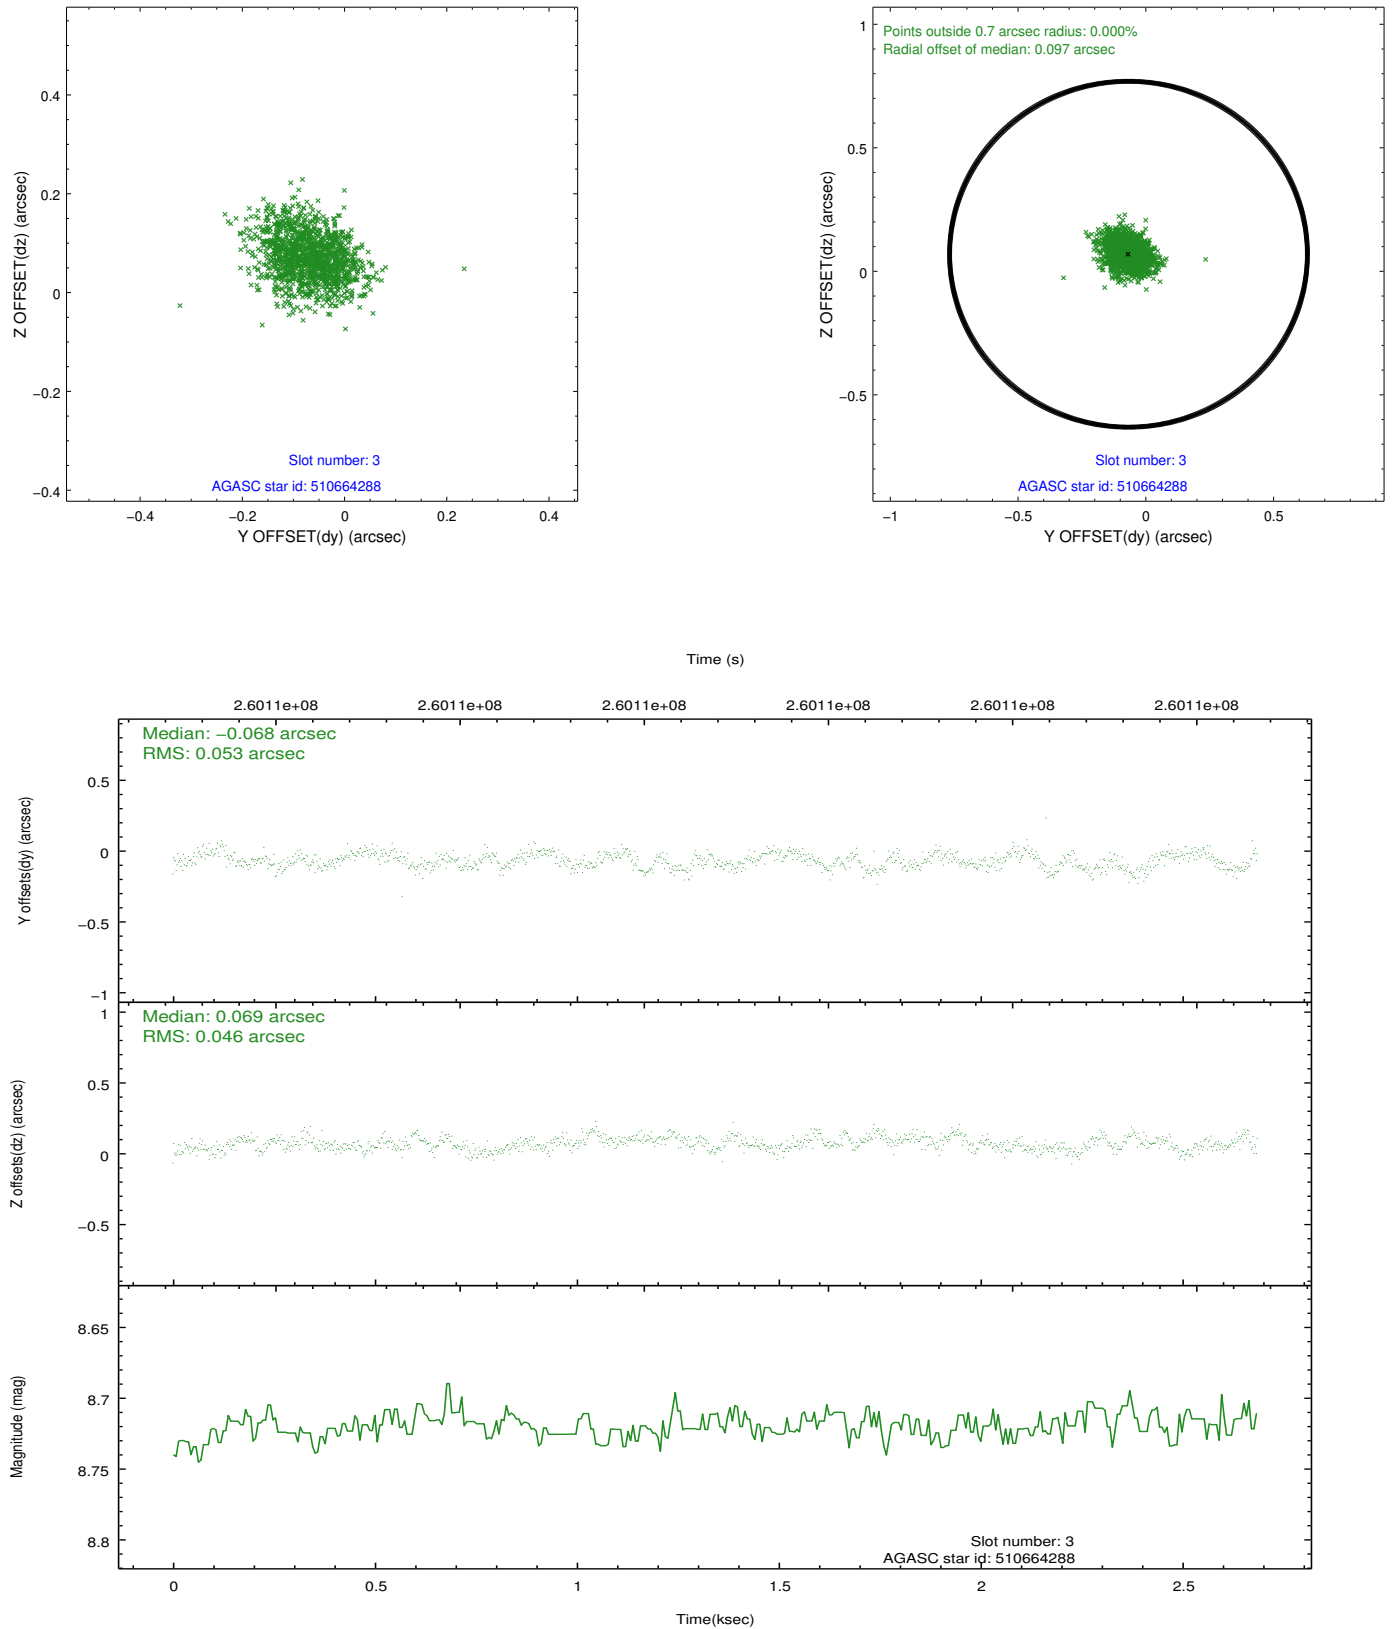 0.4
0.2
0
−0.2
−0.4
Z OFFSET(dz) (arcsec)
Slot number: 3
AGASC star id: 510664288
−0.4 −0.2 0 0.2 0.4
Y OFFSET(dy) (arcsec)
Points outside 0.7 arcsec radius: 0.000%
Radial offset of median: 0.097 arcsec
1
0.5
0
−0.5
Z OFFSET(dz) (arcsec)
Slot number: 3
AGASC star id: 510664288
−1 −0.5 0 0.5
Y OFFSET(dy) (arcsec)
Time (s)
2.6011e+08 2.6011e+08 2.6011e+08 2.6011e+08 2.6011e+08 2.6011e+08
Median: −0.068 arcsec
RMS: 0.053 arcsec
0.5
0
−0.5
−1
Y offsets(dy) (arcsec)
Median: 0.069 arcsec
RMS: 0.046 arcsec
1
0.5
0
−0.5
Z offsets(dz) (arcsec)
8.65
8.7
8.75
8.8
Magnitude (mag)
Slot number: 3
AGASC star id: 510664288
0 0.5 1 1.5 2 2.5
Time(ksec)